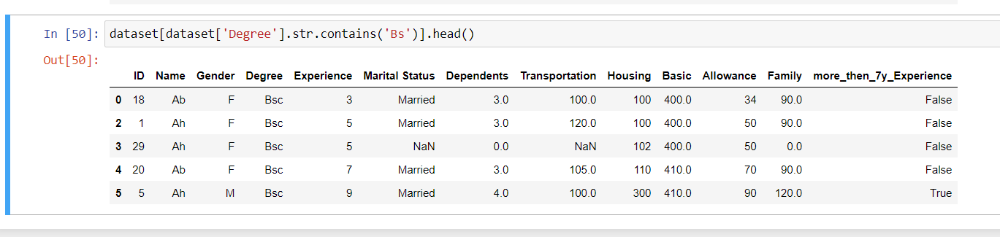 In [50]: dataset[dataset['Degree'].str.contains('Bs')].head()
Out[50]:
ID Name Gender Degree Experience Marital Status Dependents Transportation Housing Basic Allowance Family more_then_7y_Experience
0 18 Ab F Bsc 3 Married 3.0 100.0 100 400.0 34 90.0 False
2 1 Ah F Bsc 5 Married 3.0 120.0 100 400.0 50 90.0 False
3 29 Ah F Bsc 5 NaN 0.0 NaN 102 400.0 50 0.0 False
4 20 Ab F Bsc 7 Married 3.0 105.0 110 410.0 70 90.0 False
5 5 Ah M Bsc 9 Married 4.0 100.0 300 410.0 90 120.0 True